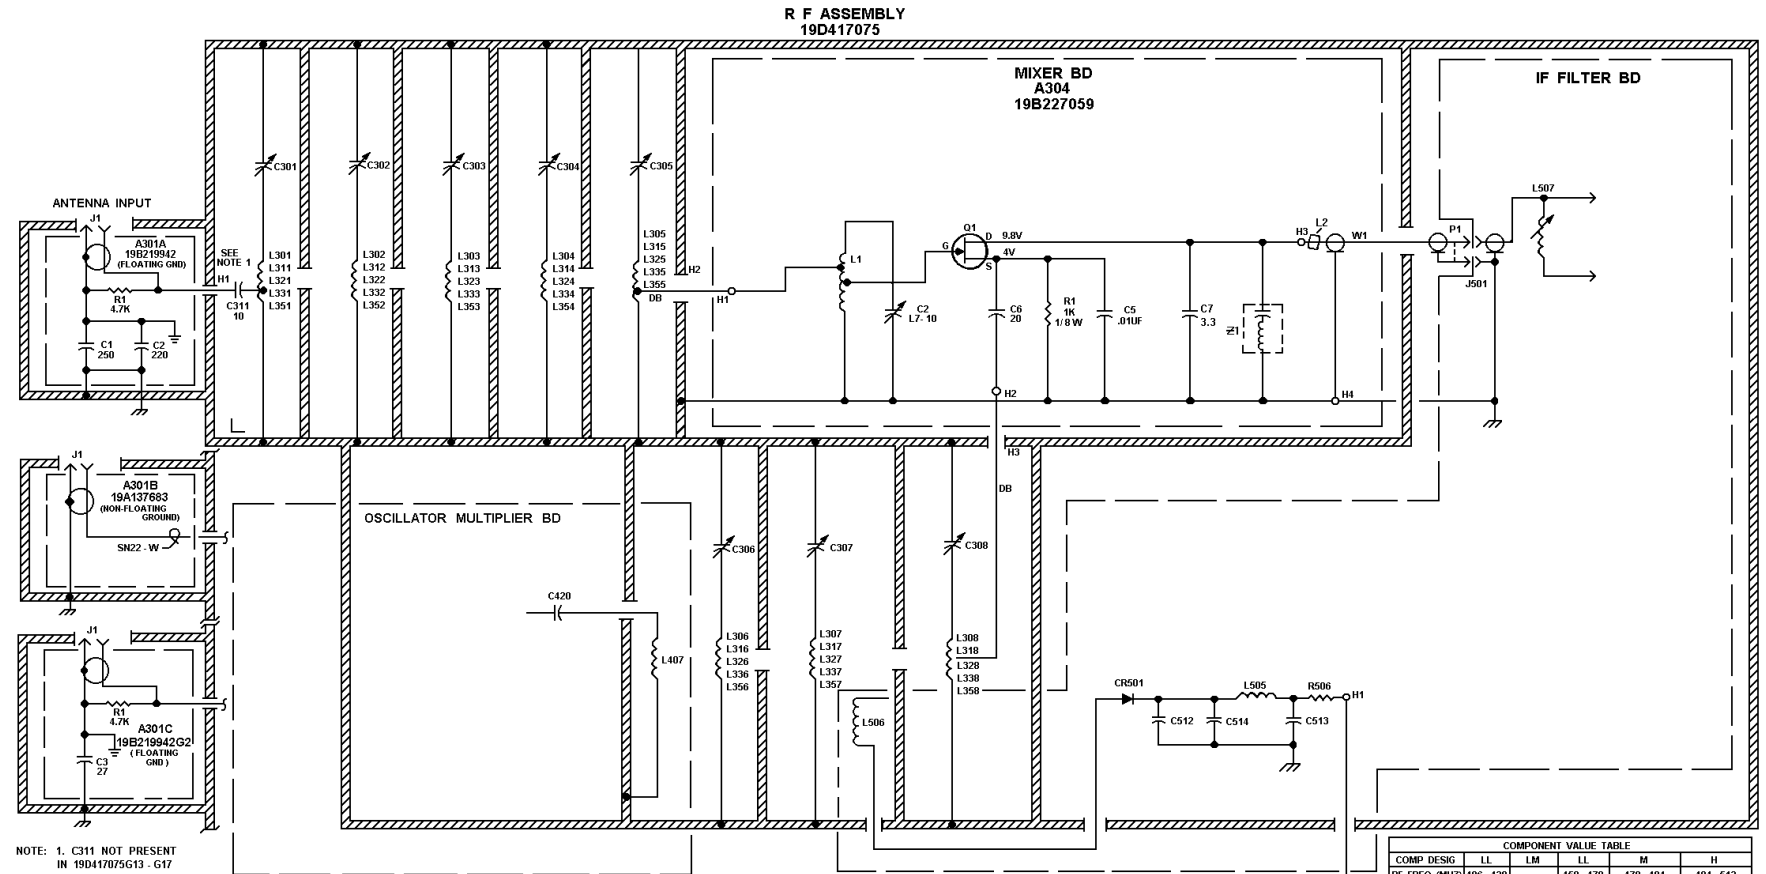 R F ASSEMBLY
19D417075
MIXER BD
A304
19B227059
IF FILTER BD
ANTENNA INPUT
J1
A301A
19B219942
(FLOATING GND)
R1
4.7K
C1
250
C2
220
SEE
NOTE 1
H1
C311
10
C301
L301
L311
L321
L331
L351
C302
L302
L312
L322
L332
L352
C303
L303
L313
L323
L333
L353
C304
L304
L314
L324
L334
L354
C305
L305
L315
L325
L335
L355
DB
H2
H1
L1
C2
L7-10
Q1
G
D
S
9.8V
4V
C6
20
R1
1K
1/8 W
C5
.01UF
C7
3.3
Z1
H3
L2
W1
H4
H2
P1
J501
L507
H3
DB
J1
A301B
19A137683
(NON-FLOATING
GROUND)
SN22-W
OSCILLATOR MULTIPLIER BD
C420
L407
C306
L306
L316
L326
L336
L356
C307
L307
L317
L327
L337
L357
C308
L308
L318
L328
L338
L358
L506
CR501
C512
C514
L505
C513
R506
H1
J1
R1
4.7K
A301C
19B219942G2
(FLOATING
GND)
C3
27
NOTE: 1. C311 NOT PRESENT
IN 19D417075G13 - G17
COMPONENT VALUE TABLE
COMP DESIG LL LM LL M H